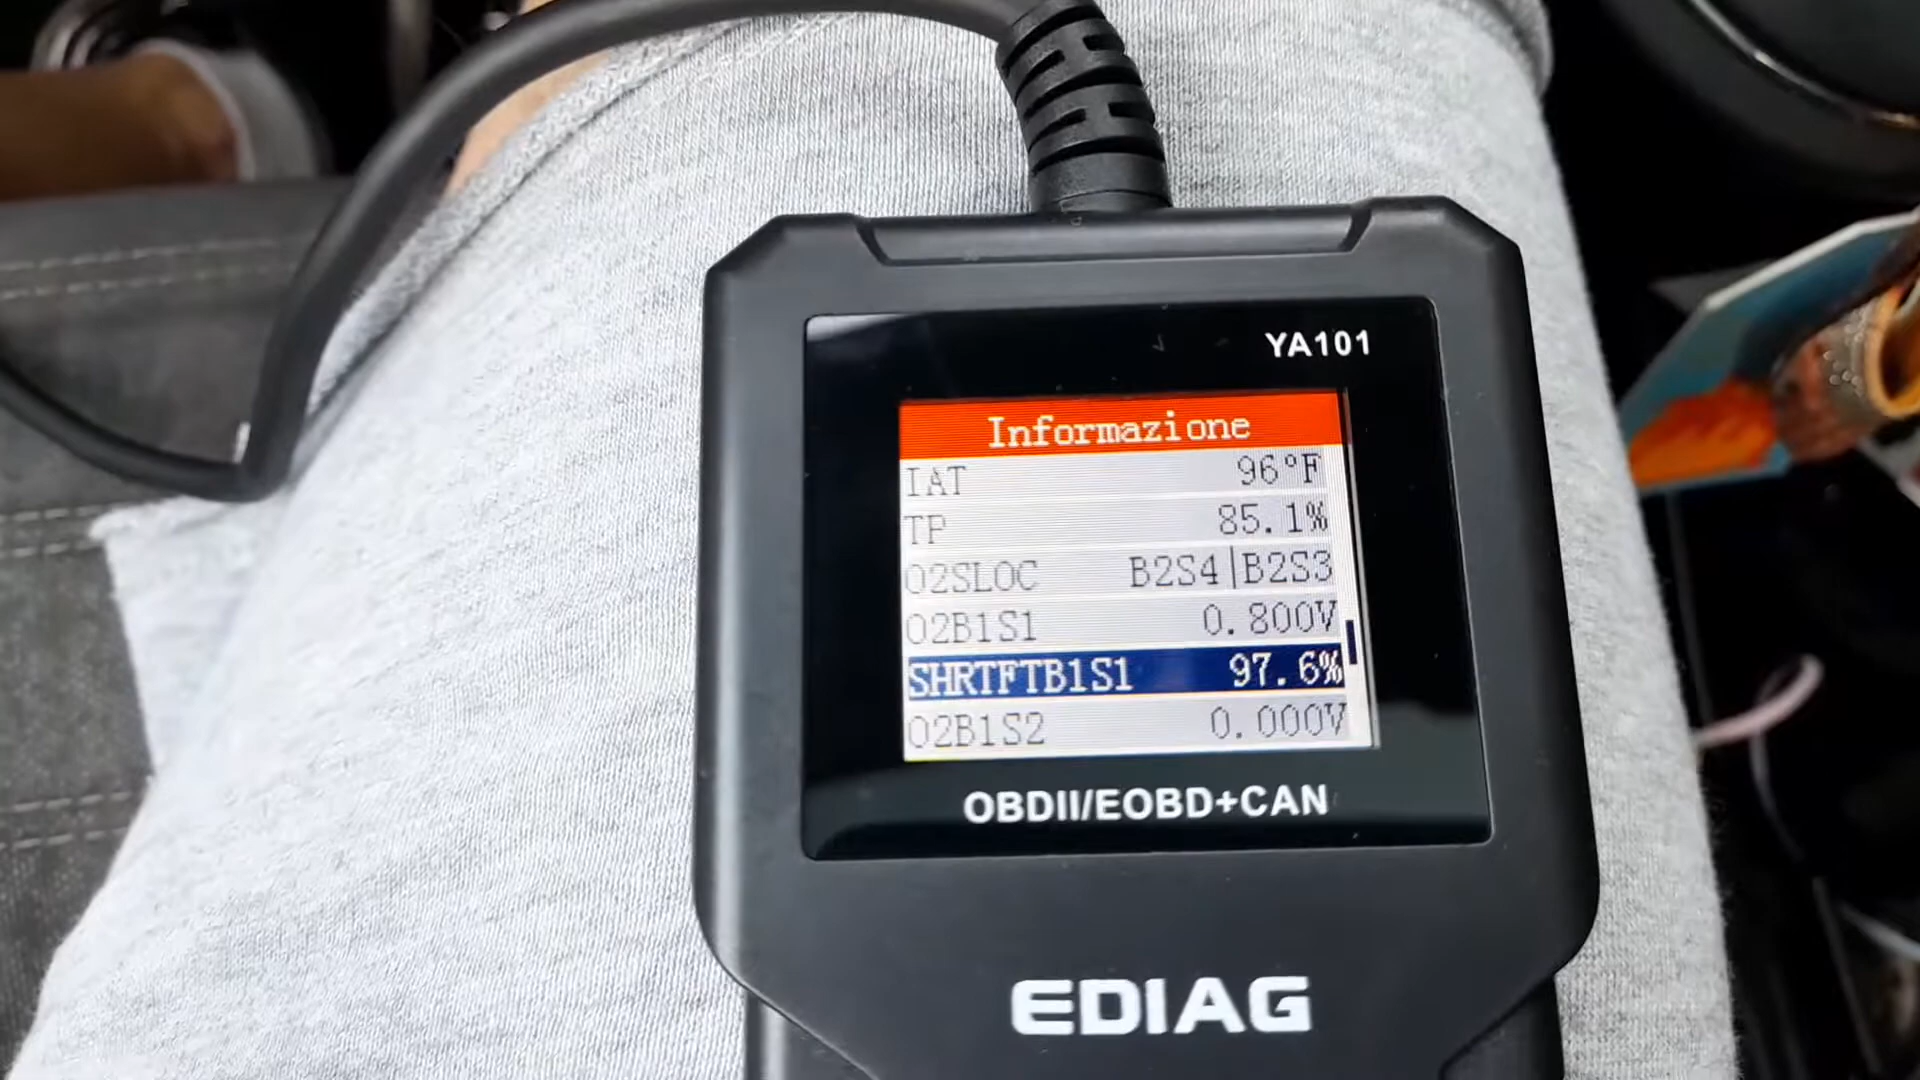 YA101
Informazione
IAT 96°F
TP 85.1%
O2SLOC B2S4|B2S3
O2B1S1 0.800V
SHRTFTB1S1 97.6%
O2B1S2 0.000V
OBDII/EOBD+CAN
EDIAG